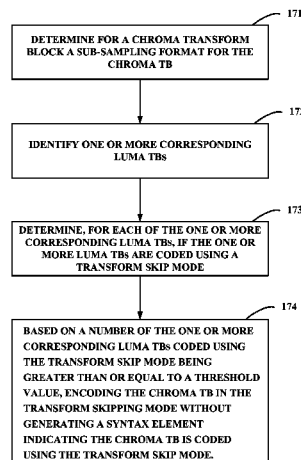 171
DETERMINE FOR A CHROMA TRANSFORM
BLOCK A SUB-SAMPLING FORMAT FOR THE
CHROMA TB
172
IDENTIFY ONE OR MORE CORRESPONDING
LUMA TBs
173
DETERMINE, FOR EACH OF THE ONE OR MORE
CORRESPONDING LUMA TBs, IF THE ONE OR
MORE LUMA TBs ARE CODED USING A
TRANSFORM SKIP MODE
174
BASED ON A NUMBER OF THE ONE OR MORE
CORRESPONDING LUMA TBs CODED USING
THE TRANSFORM SKIP MODE BEING
GREATER THAN OR EQUAL TO A THRESHOLD
VALUE, ENCODING THE CHROMA TB IN THE
TRANSFORM SKIPPING MODE WITHOUT
GENERATING A SYNTAX ELEMENT
INDICATING THE CHROMA TB IS CODED
USING THE TRANSFORM SKIP MODE.